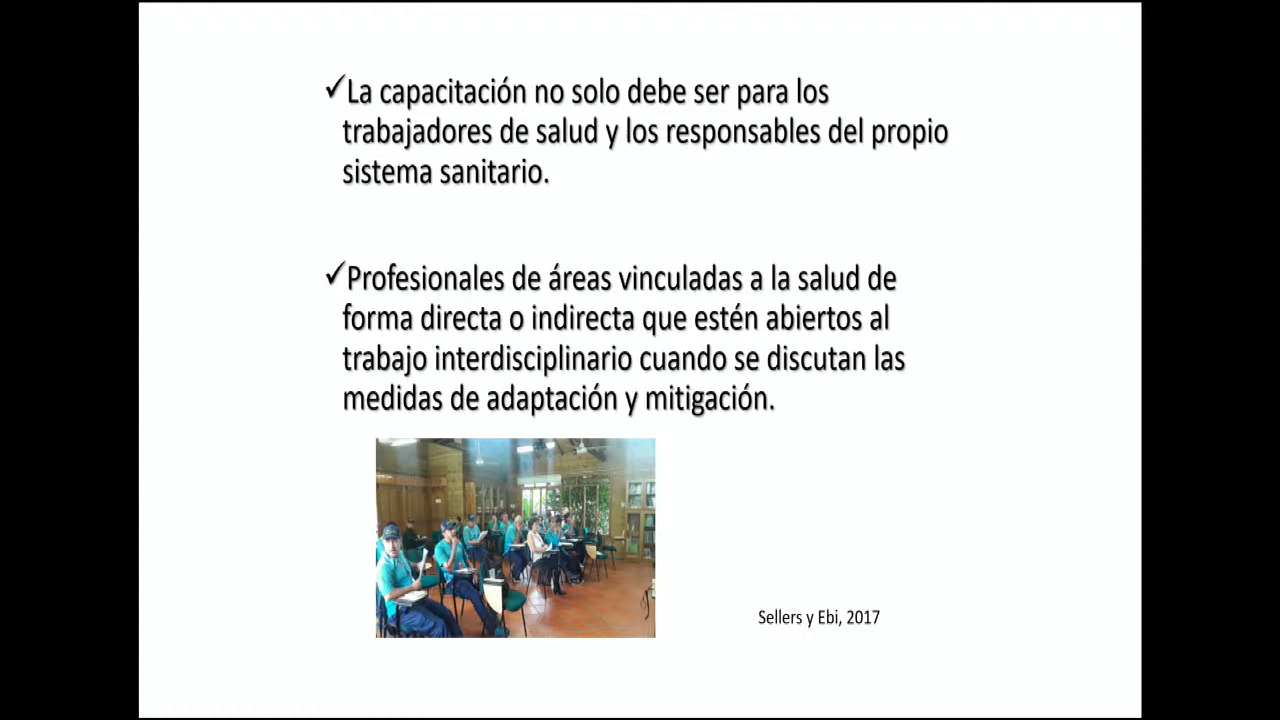 ✓La capacitación no solo debe ser para los
trabajadores de salud y los responsables del propio
sistema sanitario.
✓Profesionales de áreas vinculadas a la salud de
forma directa o indirecta que estén abiertos al
trabajo interdisciplinario cuando se discutan las
medidas de adaptación y mitigación.
Sellers y Ebi, 2017